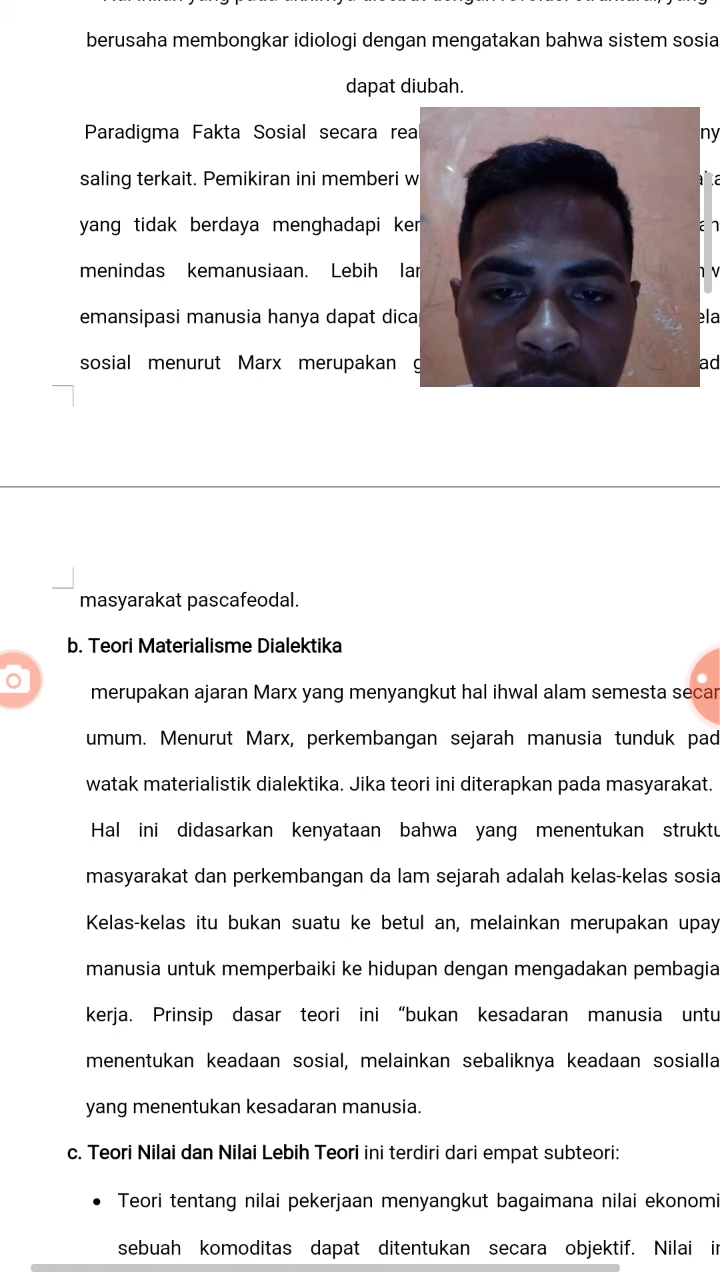 berusaha membongkar idiologi dengan mengatakan bahwa sistem sosia
dapat diubah.
Paradigma Fakta Sosial secara real
saling terkait. Pemikiran ini memberi w
yang tidak berdaya menghadapi ker
menindas kemanusiaan. Lebih lan
emansipasi manusia hanya dapat dica
sosial menurut Marx merupakan g
masyarakat pascafeodal.
b. Teori Materialisme Dialektika
merupakan ajaran Marx yang menyangkut hal ihwal alam semesta secar
umum. Menurut Marx, perkembangan sejarah manusia tunduk pad
watak materialistik dialektika. Jika teori ini diterapkan pada masyarakat.
Hal ini didasarkan kenyataan bahwa yang menentukan struktu
masyarakat dan perkembangan da lam sejarah adalah kelas-kelas sosia
Kelas-kelas itu bukan suatu ke betul an, melainkan merupakan upay
manusia untuk memperbaiki ke hidupan dengan mengadakan pembagia
kerja. Prinsip dasar teori ini “bukan kesadaran manusia untu
menentukan keadaan sosial, melainkan sebaliknya keadaan sosialla
yang menentukan kesadaran manusia.
c. Teori Nilai dan Nilai Lebih Teori ini terdiri dari empat subteori:
• Teori tentang nilai pekerjaan menyangkut bagaimana nilai ekonomi
sebuah komoditas dapat ditentukan secara objektif. Nilai in